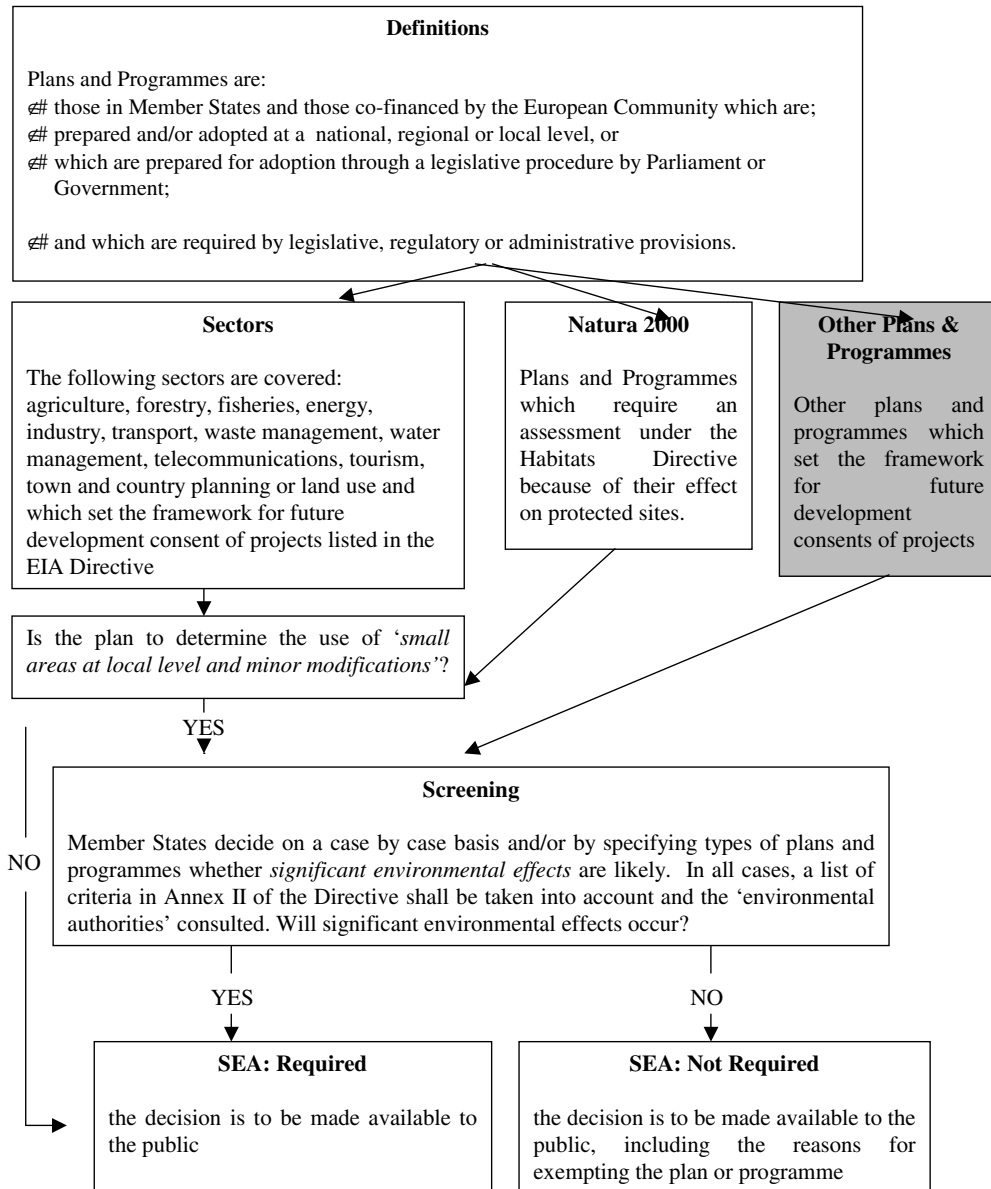 Definitions
Plans and Programmes are:
∉# those in Member States and those co-financed by the European Community which are;
∉# prepared and/or adopted at a  national, regional or local level, or
∉# which are prepared for adoption through a legislative procedure by Parliament or
Government;
∉# and which are required by legislative, regulatory or administrative provisions.
Sectors
The following sectors are covered:
agriculture, forestry, fisheries, energy,
industry, transport, waste management, water
management, telecommunications, tourism,
town and country planning or land use and
which set the framework for future
development consent of projects listed in the
EIA Directive
Natura 2000
Plans and Programmes
which require an
assessment under the
Habitats Directive
because of their effect
on protected sites.
Other Plans &
Programmes
Other plans and
programmes which
set the framework
for future
development
consents of projects
Is the plan to determine the use of ‘small
areas at local level and minor modifications’?
YES
NO
Screening
Member States decide on a case by case basis and/or by specifying types of plans and
programmes whether significant environmental effects are likely.  In all cases, a list of
criteria in Annex II of the Directive shall be taken into account and the ‘environmental
authorities’ consulted. Will significant environmental effects occur?
YES
NO
SEA: Required
the decision is to be made available to
the public
SEA: Not Required
the decision is to be made available to the
public, including the reasons for
exempting the plan or programme